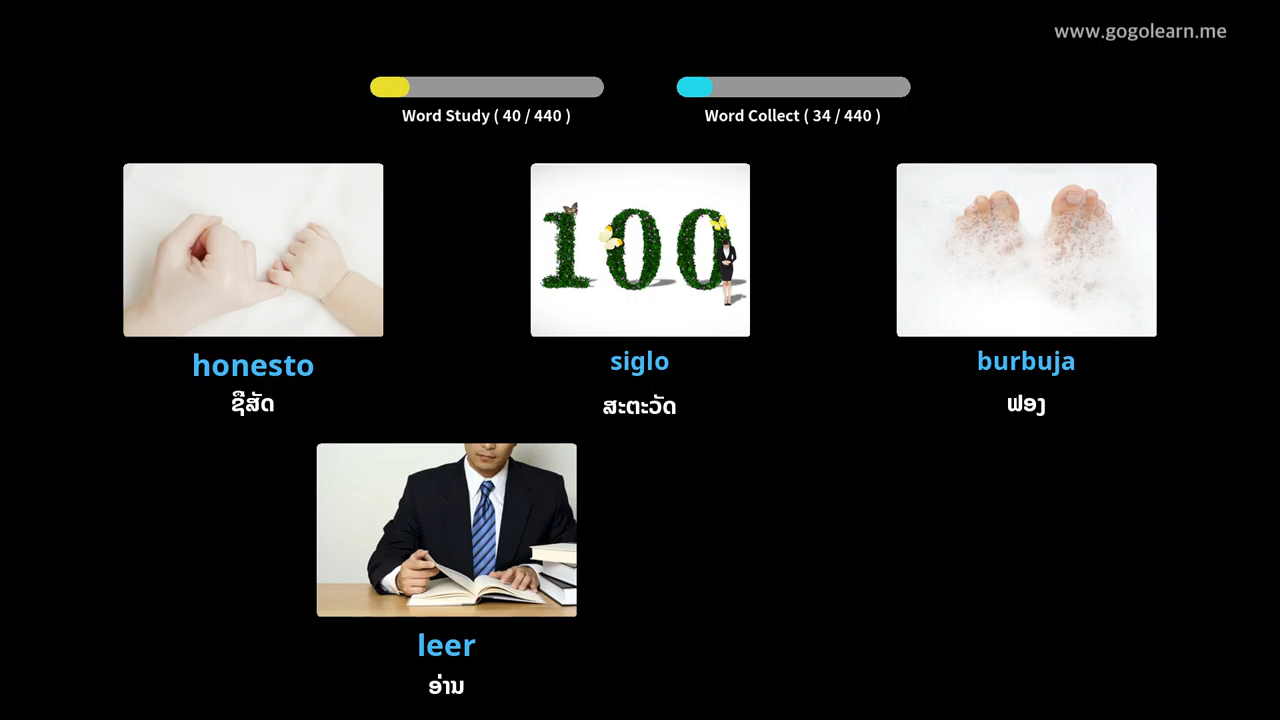 www.gogolearn.me
Word Study ( 40 / 440 )
Word Collect ( 34 / 440 )
100
honesto
ຊື່ສັດ
siglo
ສະຕະວັດ
burbuja
ຟອງ
leer
ອ່ານ